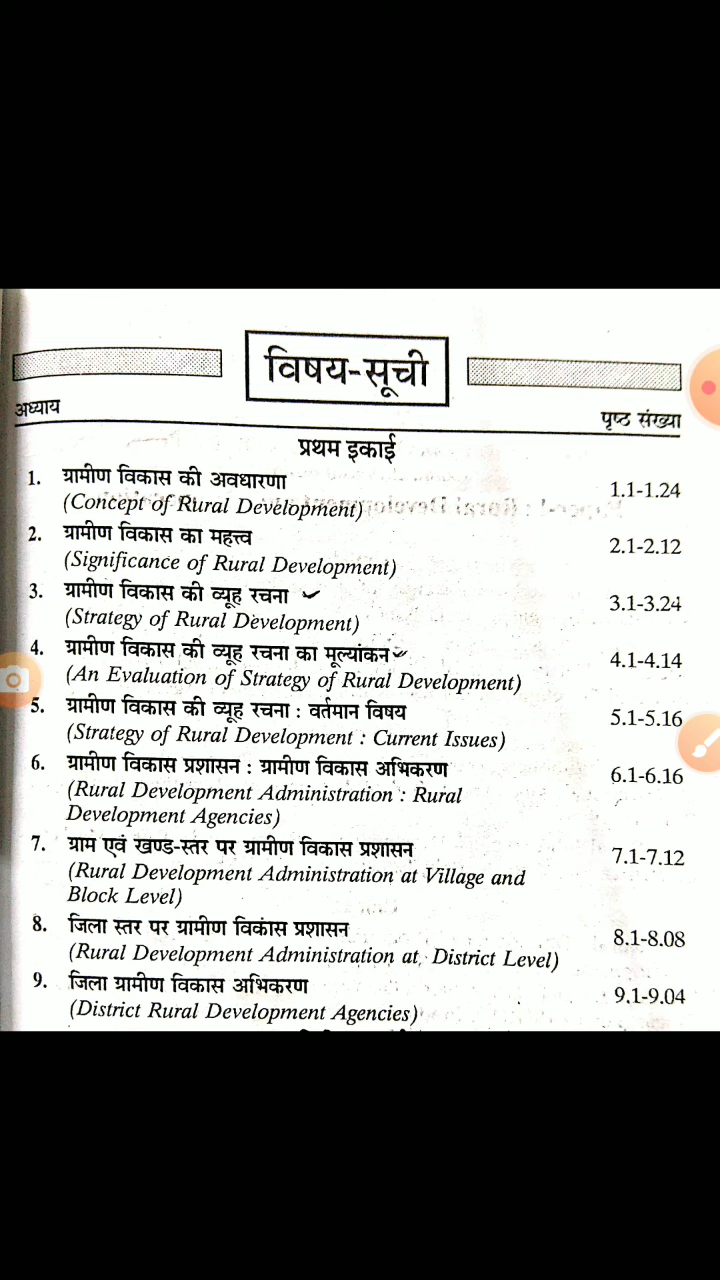 विषय-सूची
अध्याय
पृष्ठ संख्या
प्रथम इकाई
1. ग्रामीण विकास की अवधारणा
(Concept of Rural Development) 1.1-1.24
2. ग्रामीण विकास का महत्त्व
(Significance of Rural Development) 2.1-2.12
3. ग्रामीण विकास की व्यूह रचना
(Strategy of Rural Development) 3.1-3.24
4. ग्रामीण विकास की व्यूह रचना का मूल्यांकन
(An Evaluation of Strategy of Rural Development) 4.1-4.14
5. ग्रामीण विकास की व्यूह रचना : वर्तमान विषय
(Strategy of Rural Development : Current Issues) 5.1-5.16
6. ग्रामीण विकास प्रशासन : ग्रामीण विकास अभिकरण
(Rural Development Administration : Rural 6.1-6.16
Development Agencies)
7. ग्राम एवं खण्ड-स्तर पर ग्रामीण विकास प्रशासन
(Rural Development Administration at Village and 7.1-7.12
Block Level)
8. जिला स्तर पर ग्रामीण विकास प्रशासन
(Rural Development Administration at District Level) 8.1-8.08
9. जिला ग्रामीण विकास अभिकरण
(District Rural Development Agencies) 9.1-9.04